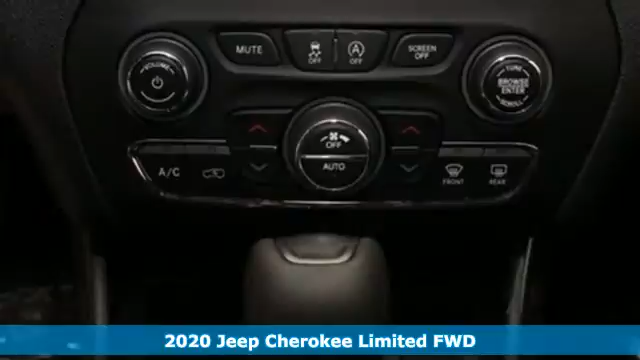 MUTE
OFF
OFF
SCREEN
OFF
VOLUME
TUNE
BROWSE
ENTER
SCROLL
OFF
AUTO
A/C
FRONT
REAR
2020 Jeep Cherokee Limited FWD